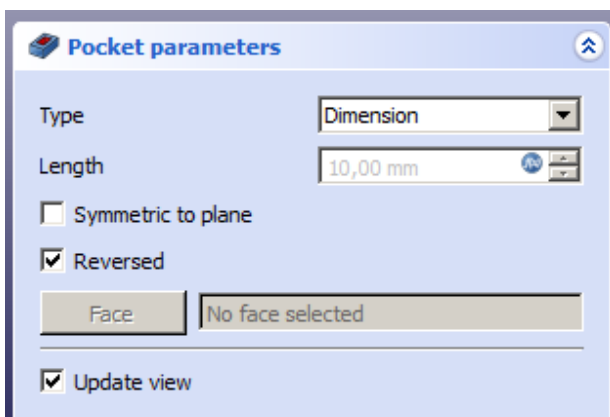 Pocket parameters
Type Dimension
Length 10,00 mm f(x)
Symmetric to plane
Reversed
Face No face selected
Update view